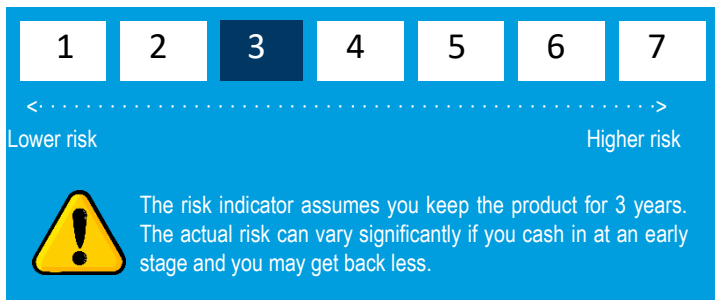 1 2 3 4 5 6 7
<·······························································>
Lower risk Higher risk
The risk indicator assumes you keep the product for 3 years.
The actual risk can vary significantly if you cash in at an early
stage and you may get back less.